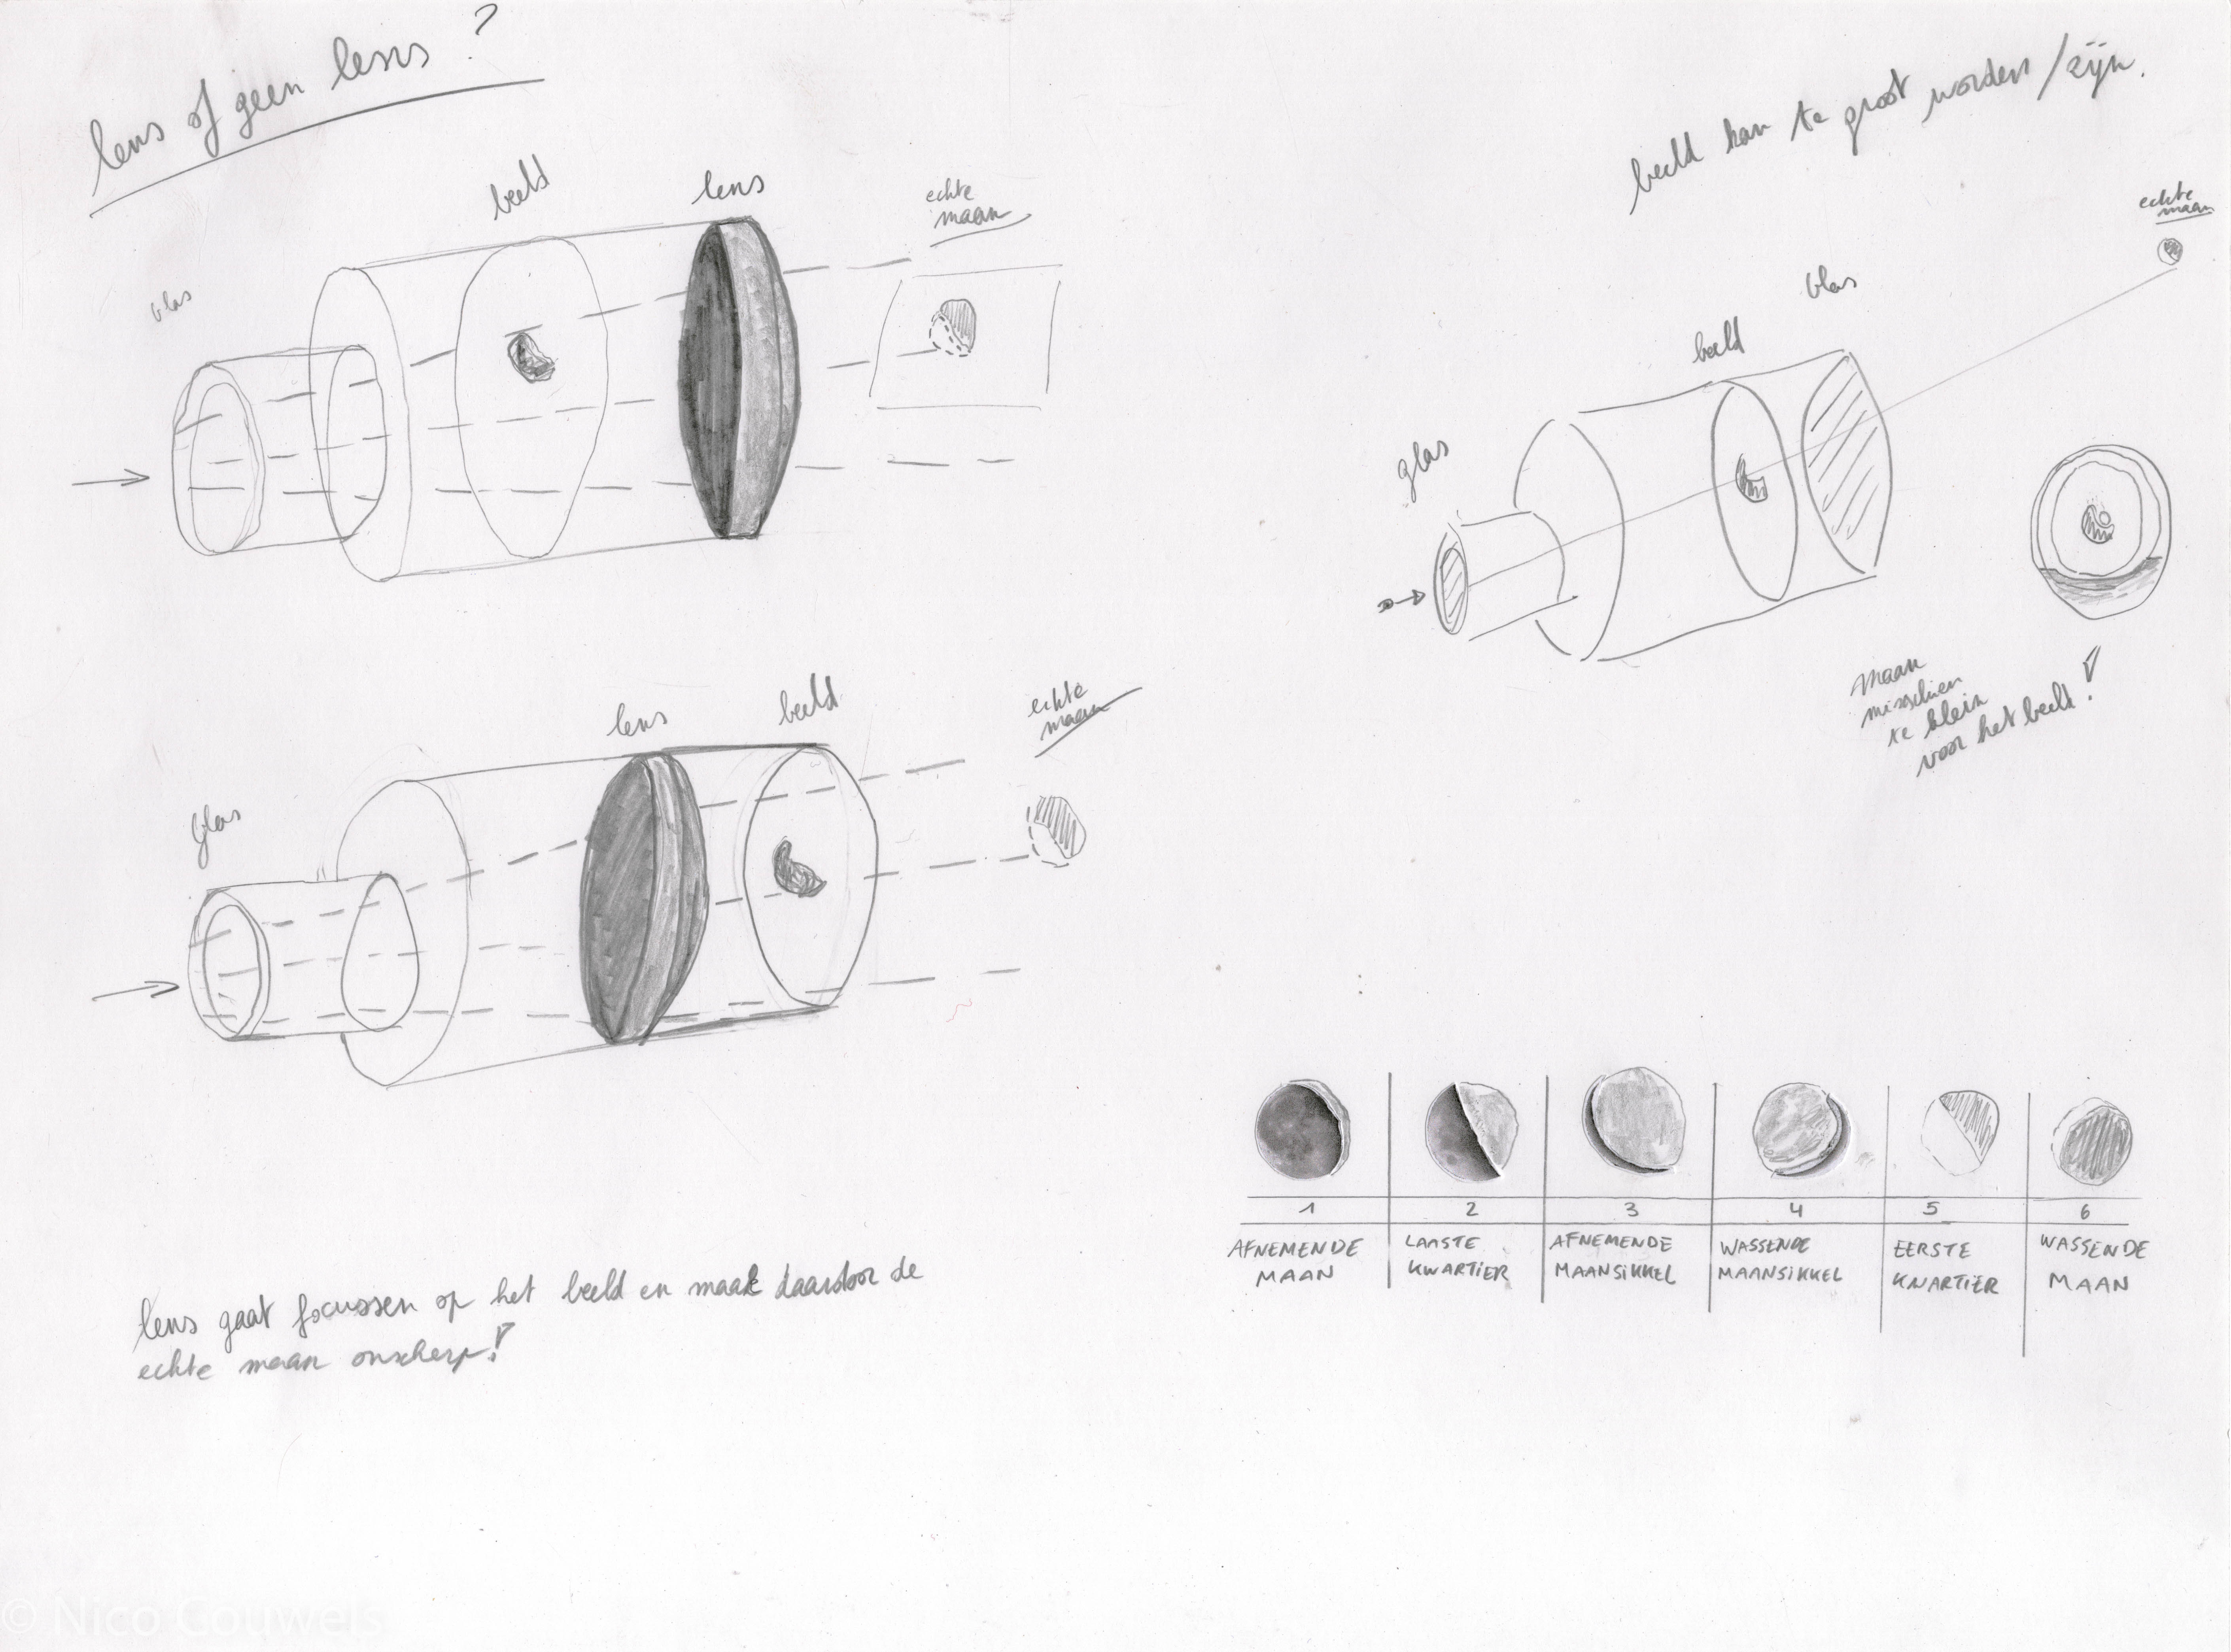 lens of geen lens?
beeld
lens
echte
maan
glas
lens
beeld
echte
maan
glas
lens gaat focussen op het beeld en maak daardoor de
echte maan onscherp!
beeld kan te groot worden/zijn.
echte
maan
glas
beeld
glas
maan
misschien
te klein
voor het beeld!
1
2
3
4
5
6
AFNEMENDE
MAAN
LAASTE
KWARTIER
AFNEMENDE
MAANSIKKEL
WASSENDE
MAANSIKKEL
EERSTE
KWARTIER
WASSENDE
MAAN
© Nico Couwels